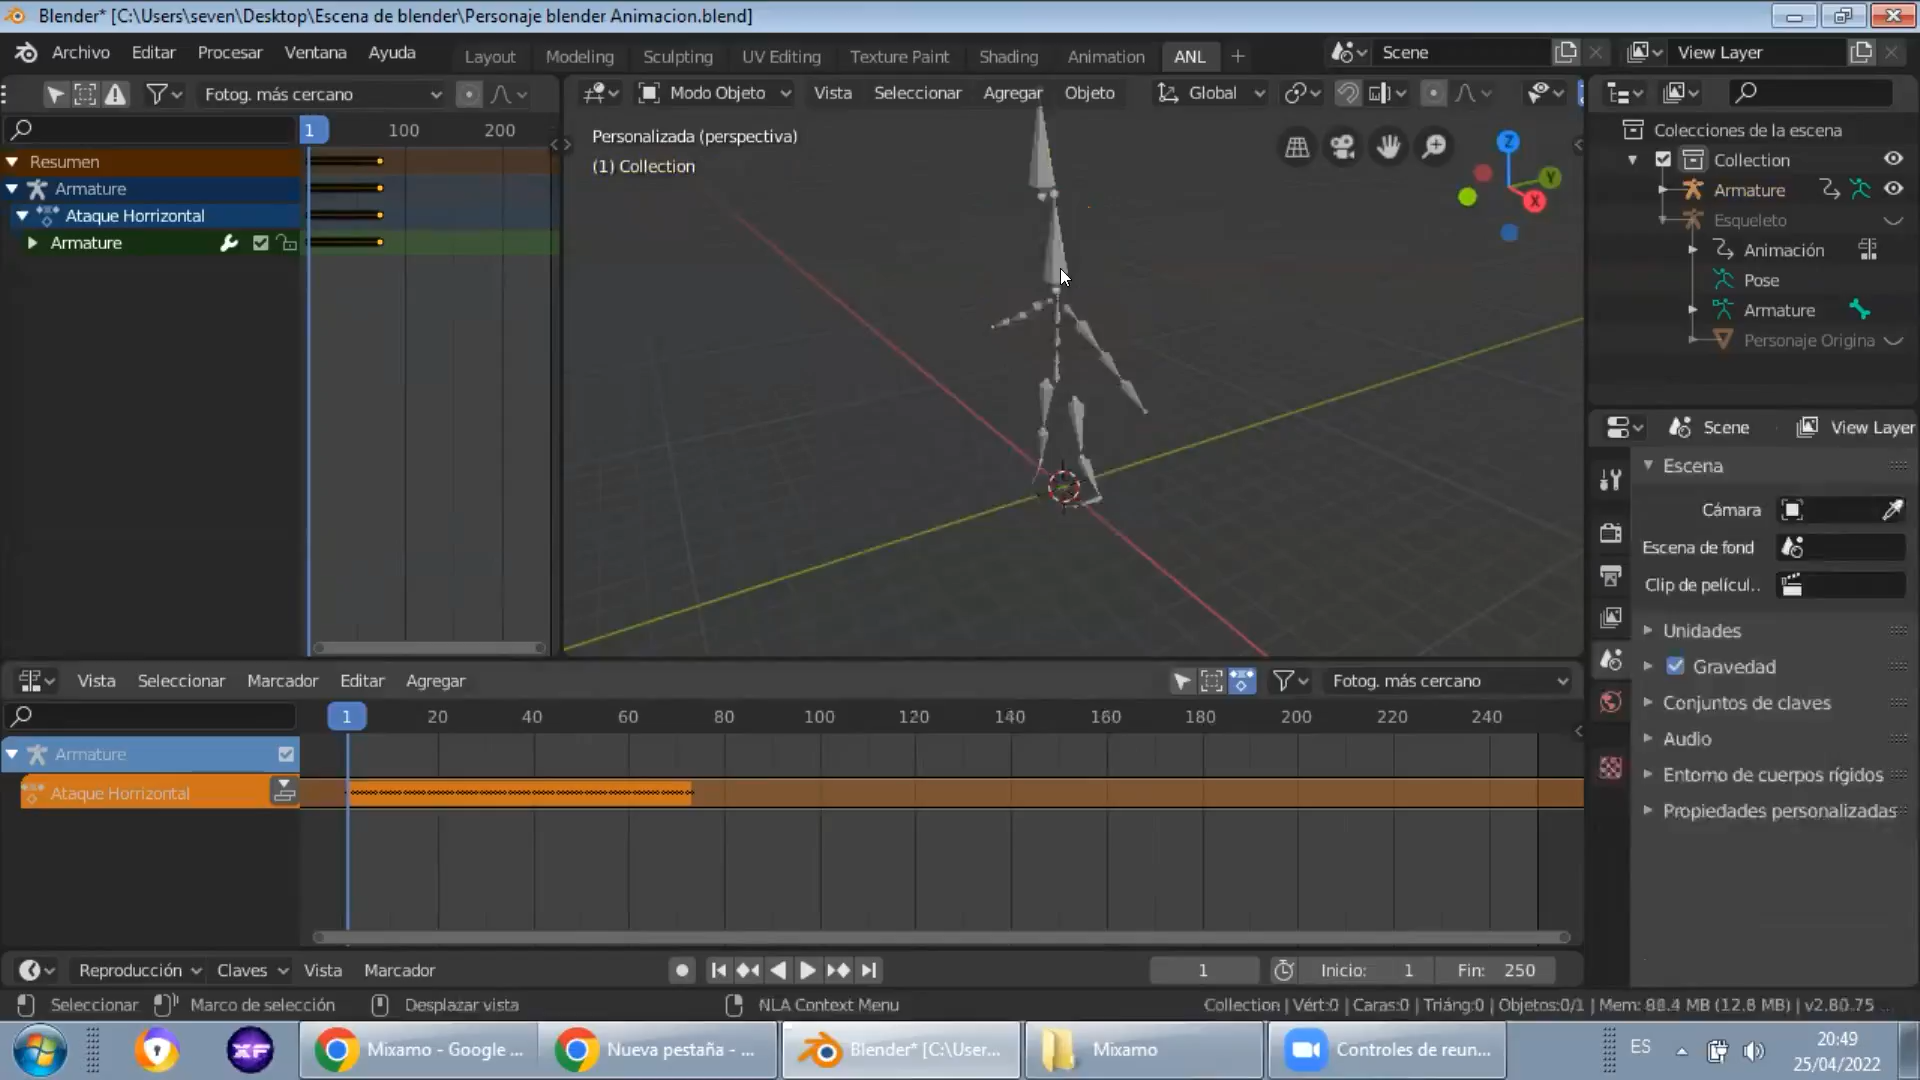 Blender* [C:\Users\seven\Desktop\Escena de blender\Personaje blender Animacion.blend]
Archivo Editar Procesar Ventana Ayuda Layout Modeling Sculpting UV Editing Texture Paint Shading Animation ANL + Scene View Layer
Fotog. más cercano Modo Objeto Vista Seleccionar Agregar Objeto Global
1 100 200
Personalizada (perspectiva)
(1) Collection
Resumen
Armature
Ataque Horrizontal
Armature
Z
Y
X
Colecciones de la escena
Collection
Armature
Esqueleto
Animación
Pose
Armature
Personaje Origina
Scene View Layer
Escena
Cámara
Escena de fond
Clip de películ..
Unidades
Gravedad
Conjuntos de claves
Audio
Entorno de cuerpos rígidos
Propiedades personalizadas
Vista Seleccionar Marcador Editar Agregar Fotog. más cercano
1 20 40 60 80 100 120 140 160 180 200 220 240
Armature
Ataque Horrizontal
Reproducción Claves Vista Marcador 1 Inicio: 1 Fin: 250
Seleccionar Marco de selección Desplazar vista NLA Context Menu Collection | Vért:0 | Caras:0 | Triáng:0 | Objetos:0/1 | Mem: (12.8 MB) | v2.80.75
XF Mixamo - Google ... Nueva pestaña - ... Blender* [C:\User... Mixamo Controles de reun... ES 20:49
25/04/2022